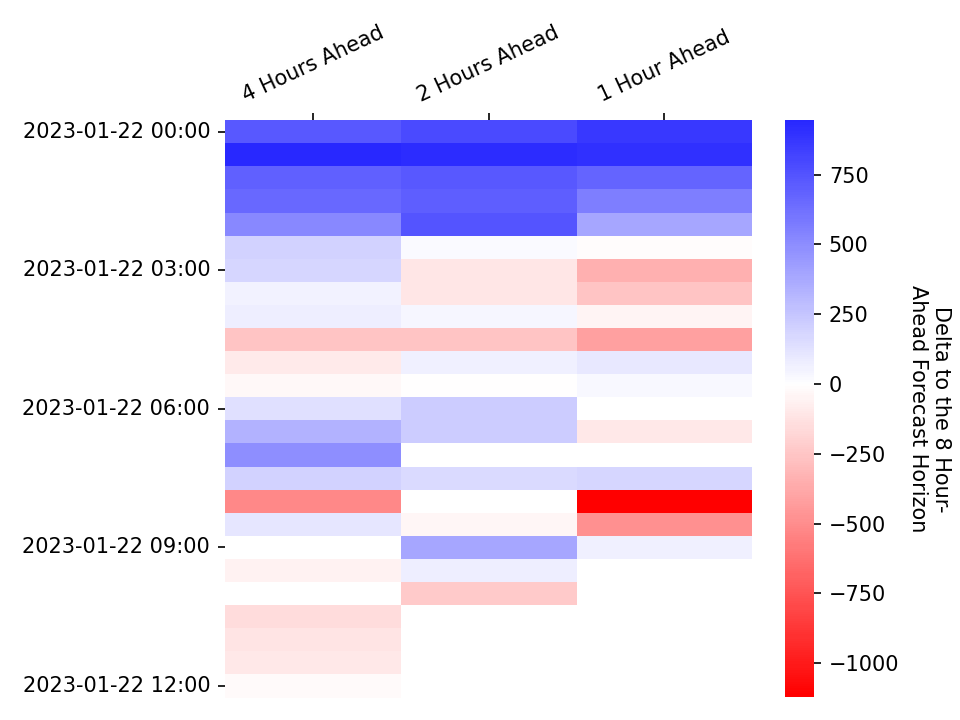 4 Hours Ahead
2 Hours Ahead
1 Hour Ahead
2023-01-22 00:00
2023-01-22 03:00
2023-01-22 06:00
2023-01-22 09:00
2023-01-22 12:00
750
500
250
0
−250
−500
−750
−1000
Delta to the 8 Hour-
Ahead Forecast Horizon